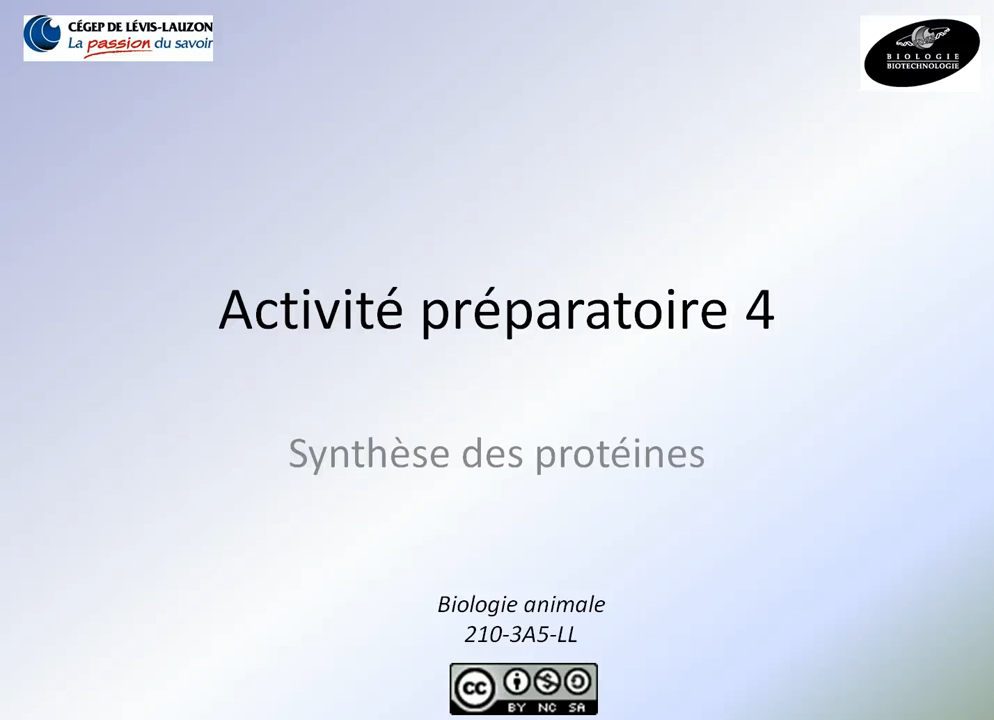 CÉGEP DE LÉVIS-LAUZON
La passion du savoir
BIOLOGIE
BIOTECHNOLOGIE
Activité préparatoire 4
Synthèse des protéines
Biologie animale
210-3A5-LL
cc
BY NC SA